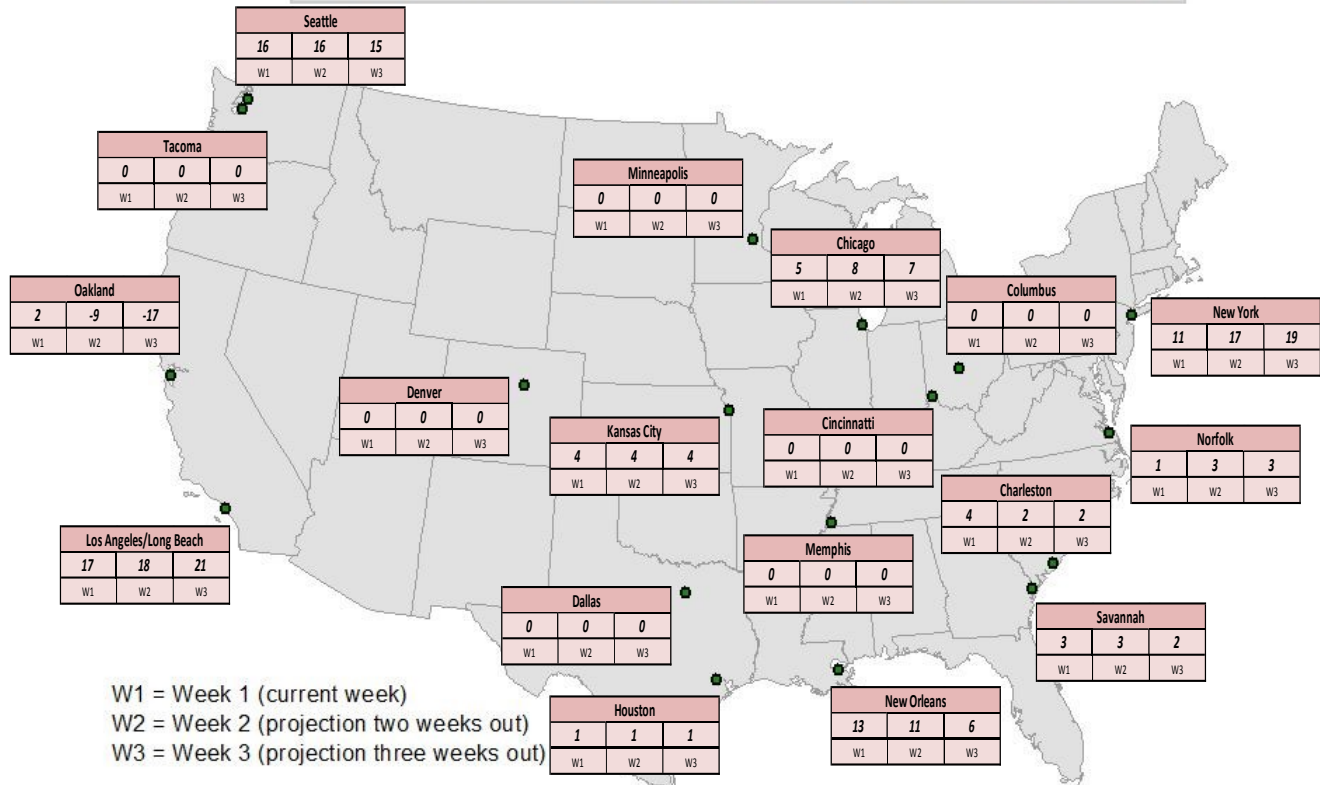 Seattle
16 16 15
W1 W2 W3
Tacoma
0 0 0
W1 W2 W3
Minneapolis
0 0 0
W1 W2 W3
Chicago
5 8 7
W1 W2 W3
Columbus
0 0 0
W1 W2 W3
New York
11 17 19
W1 W2 W3
Oakland
2 -9 -17
W1 W2 W3
Denver
0 0 0
W1 W2 W3
Kansas City
4 4 4
W1 W2 W3
Cincinnatti
0 0 0
W1 W2 W3
Norfolk
1 3 3
W1 W2 W3
Charleston
4 2 2
W1 W2 W3
Los Angeles/Long Beach
17 18 21
W1 W2 W3
Memphis
0 0 0
W1 W2 W3
Dallas
0 0 0
W1 W2 W3
Savannah
3 3 2
W1 W2 W3
Houston
1 1 1
W1 W2 W3
New Orleans
13 11 6
W1 W2 W3
W1 = Week 1 (current week)
W2 = Week 2 (projection two weeks out)
W3 = Week 3 (projection three weeks out)